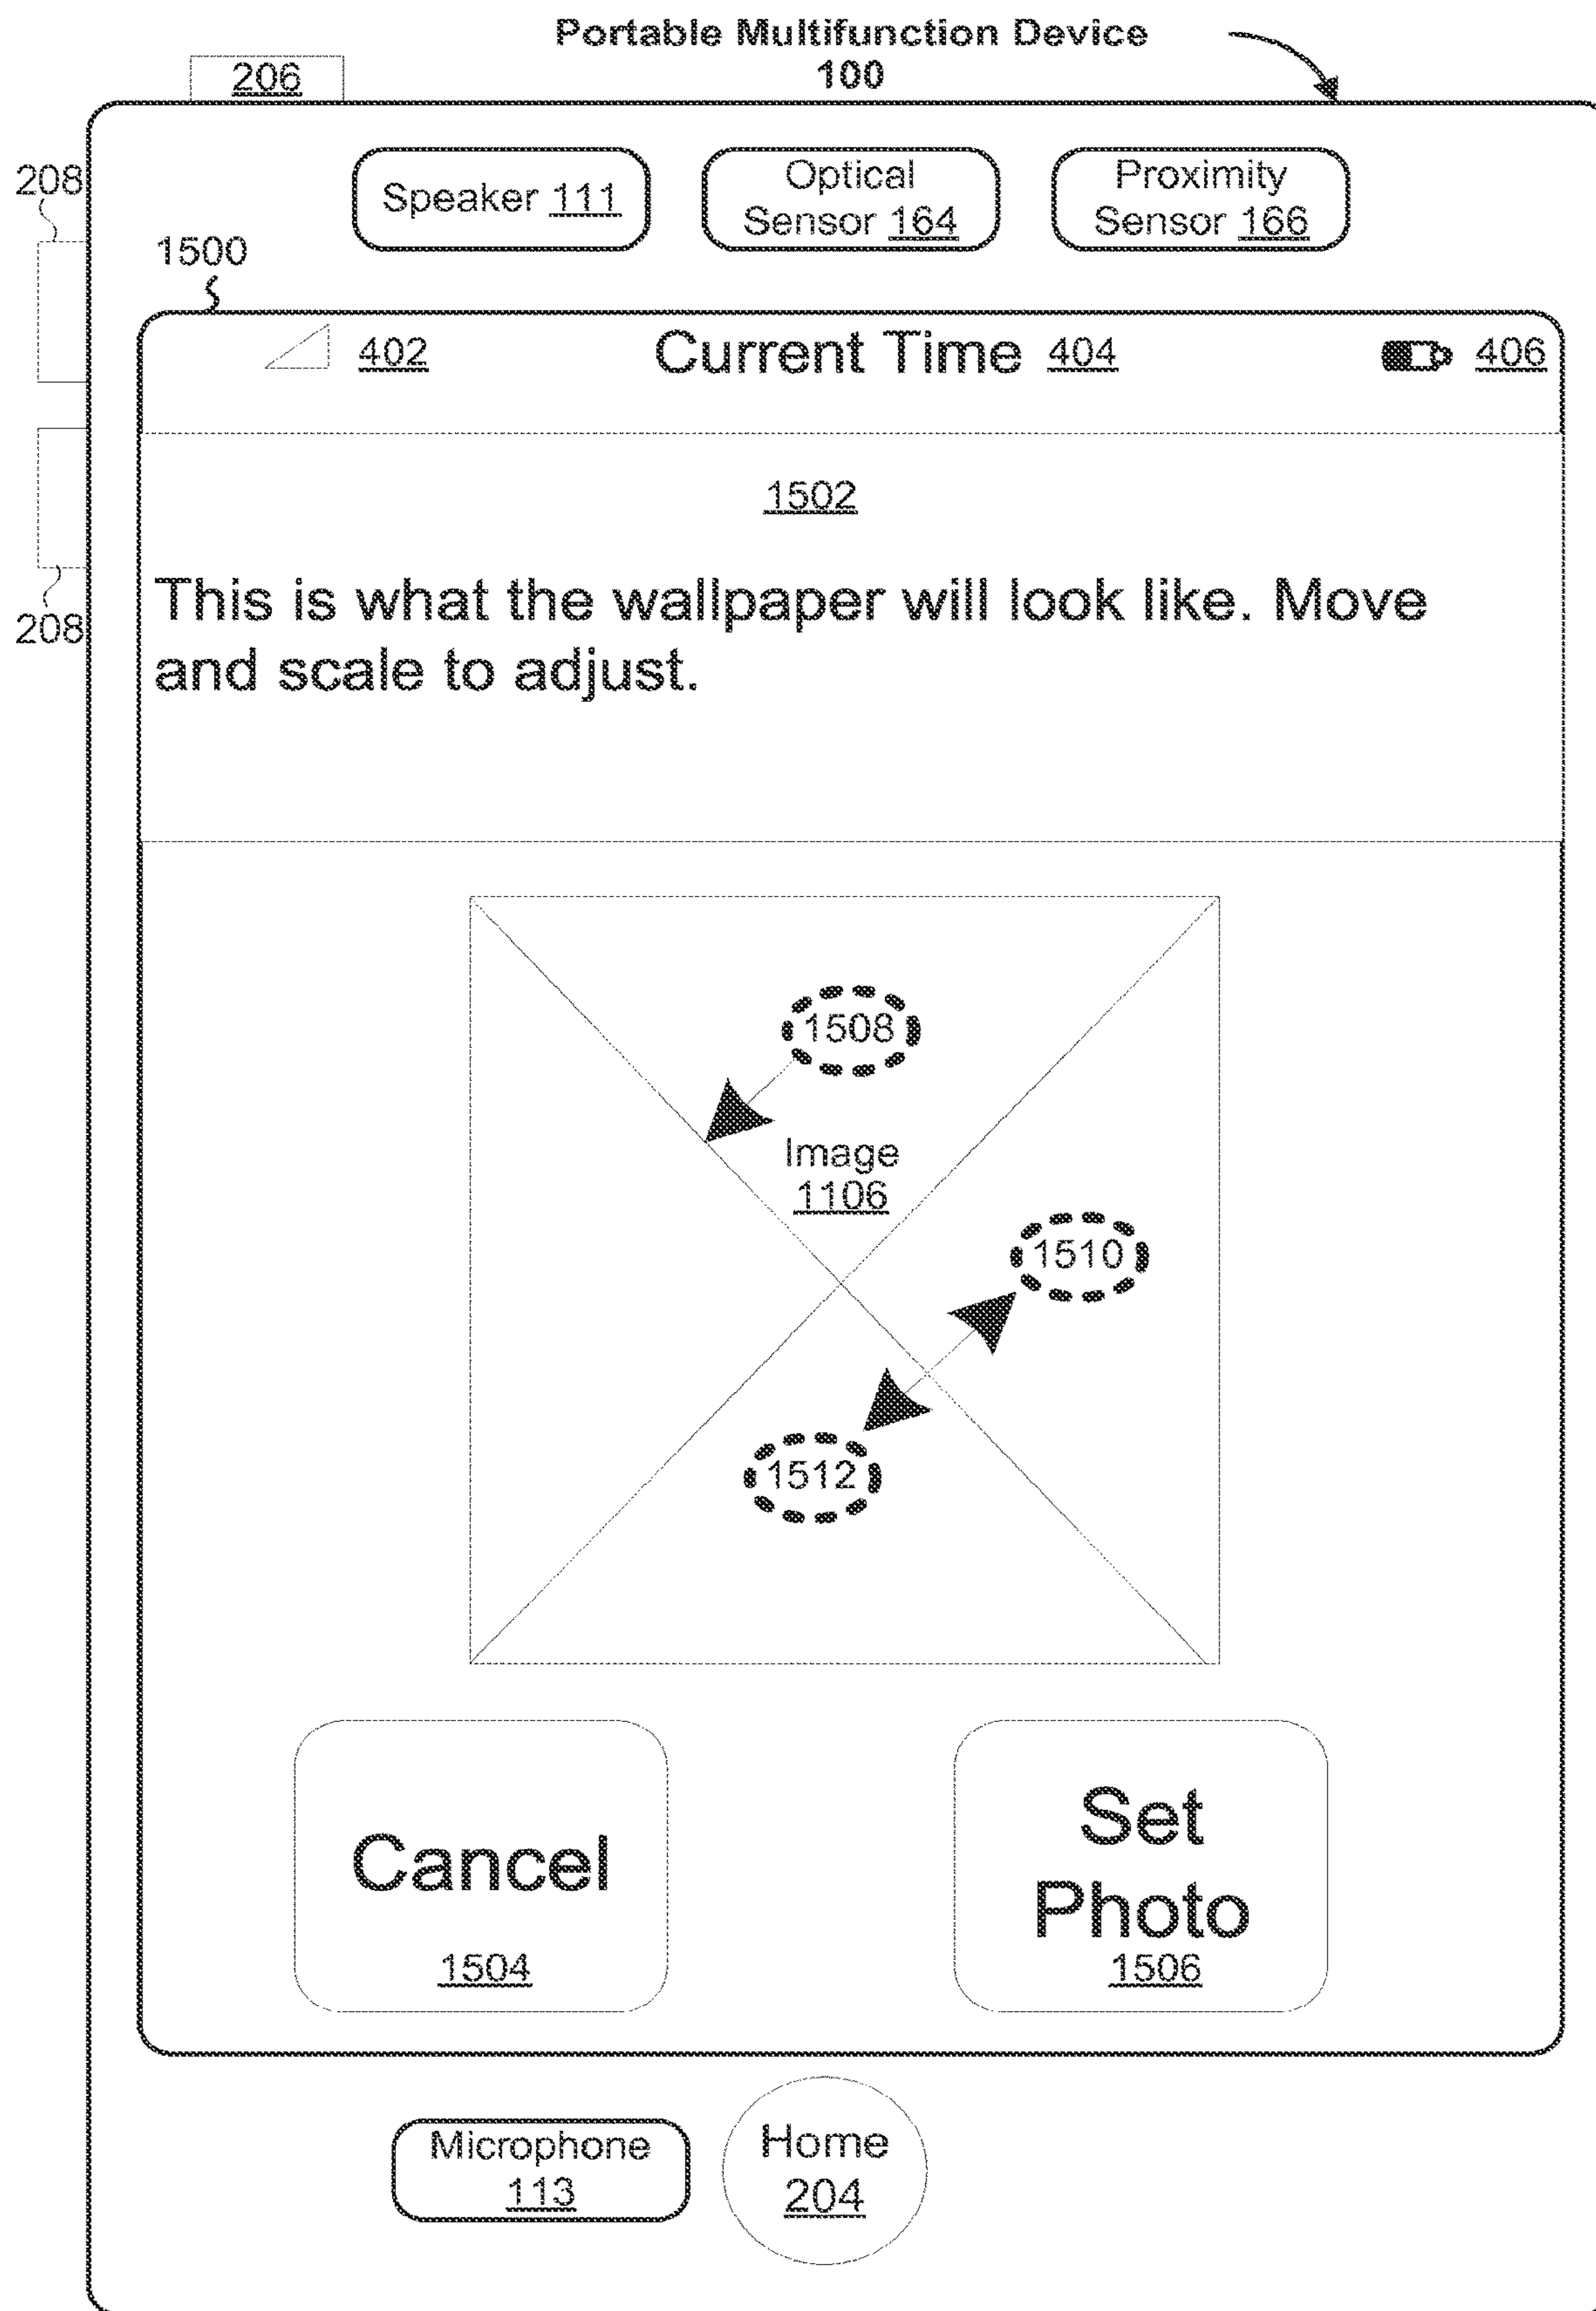 Portable Multifunction Device
100
206
208
Speaker 111
Optical
Sensor 164
Proximity
Sensor 166
1500
402
Current Time 404
406
1502
This is what the wallpaper will look like. Move
and scale to adjust.
208
1508
Image
1106
1510
1512
Cancel
1504
Set
Photo
1506
Microphone
113
Home
204